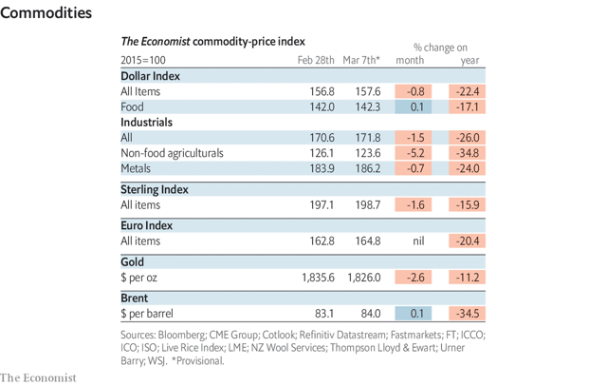 Commodities
The Economist commodity-price index
% change on
2015=100 Feb 28th Mar 7th* month year
Dollar Index
All Items 156.8 157.6 -0.8 -22.4
Food 142.0 142.3 0.1 -17.1
Industrials
All 170.6 171.8 -1.5 -26.0
Non-food agriculturals 126.1 123.6 -5.2 -34.8
Metals 183.9 186.2 -0.7 -24.0
Sterling Index
All items 197.1 198.7 -1.6 -15.9
Euro Index
All items 162.8 164.8 nil -20.4
Gold
$ per oz 1,835.6 1,826.0 -2.6 -11.2
Brent
$ per barrel 83.1 84.0 0.1 -34.5
Sources: Bloomberg; CME Group; Cotlook; Refinitiv Datastream; Fastmarkets; FT; ICCO;
ICO; ISO; Live Rice Index; LME; NZ Wool Services; Thompson Lloyd & Ewart; Urner
Barry; WSJ. *Provisional.
The Economist